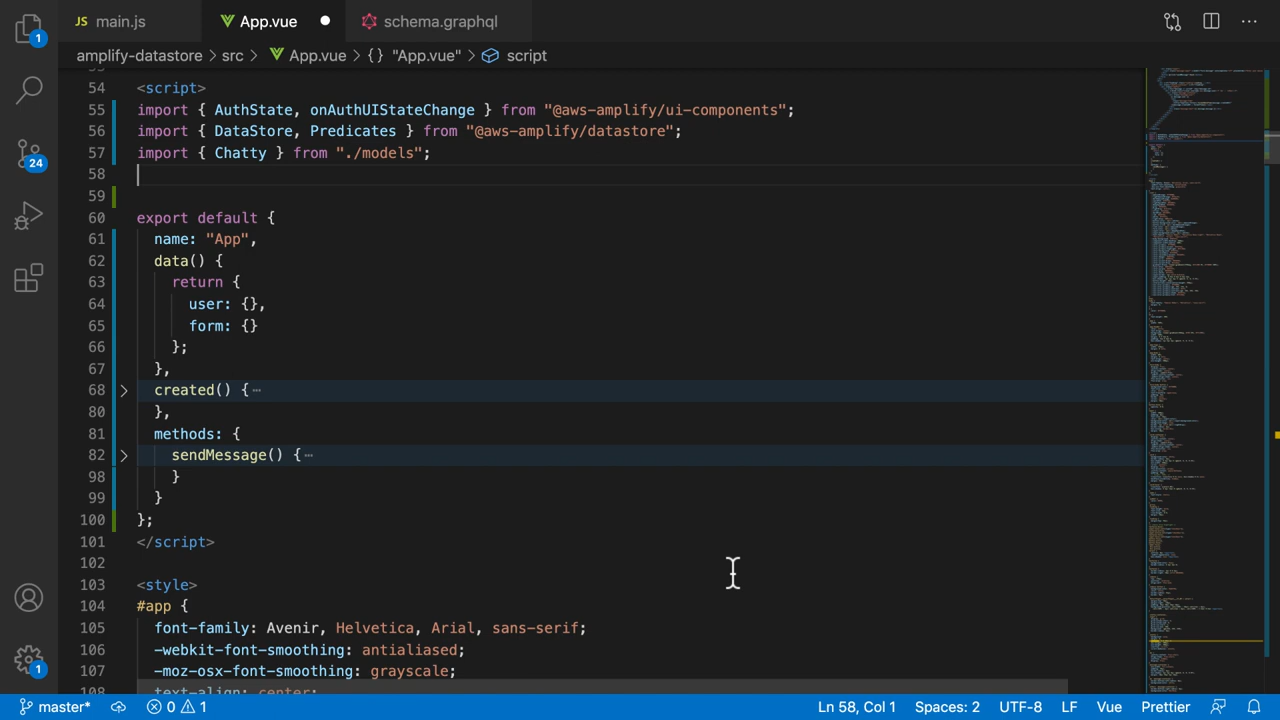 JS main.js App.vue schema.graphql
amplify-datastore > src > App.vue > {} "App.vue" > script
54 <script>
55 import { AuthState, onAuthUIStateChange } from "@aws-amplify/ui-components";
56 import { DataStore, Predicates } from "@aws-amplify/datastore";
57 import { Chatty } from "./models";
58
59
60 export default {
61 name: "App",
62 data() {
63 return {
64 user: {},
65 form: {}
66 };
67 },
68 created() {
80 },
81 methods: {
82 sendMessage() {
98 }
99 }
100 };
101 </script>
102
103 <style>
104 #app {
105 font-family: Avenir, Helvetica, Arial, sans-serif;
106 -webkit-font-smoothing: antialiased;
107 -moz-osx-font-smoothing: grayscale;
108 text-align: center;
1
24
1
master* 0 1 Ln 58, Col 1 Spaces: 2 UTF-8 LF Vue Prettier